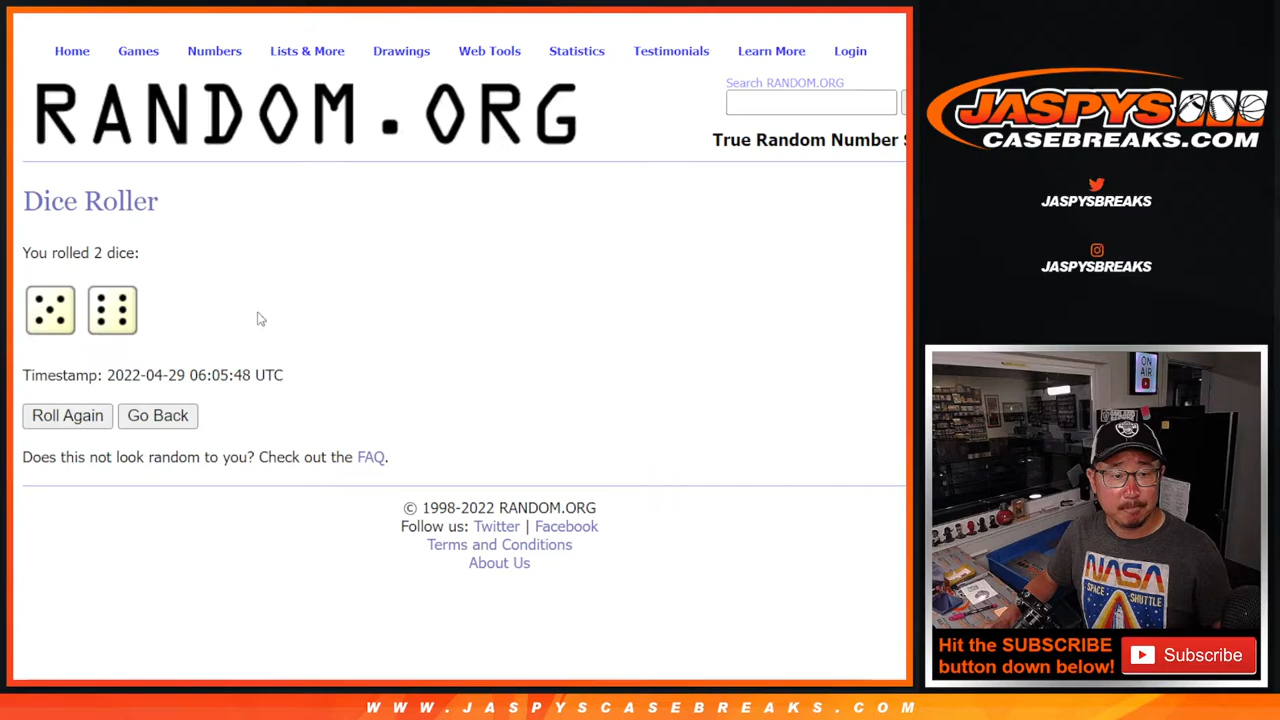 Home Games Numbers Lists & More Drawings Web Tools Statistics Testimonials Learn More Login
RANDOM.ORG
Search RANDOM.ORG
True Random Number S
Dice Roller
You rolled 2 dice:
Timestamp: 2022-04-29 06:05:48 UTC
Roll Again Go Back
Does this not look random to you? Check out the FAQ.
© 1998-2022 RANDOM.ORG
Follow us: Twitter | Facebook
Terms and Conditions
About Us
JASPYS
CASEBREAKS.COM
JASPYSBREAKS
JASPYSBREAKS
ON
AIR
NASA
SPACE SHUTTLE
Hit the SUBSCRIBE
button down below!
Subscribe
WWW.JASPYSCASEBREAKS.COM